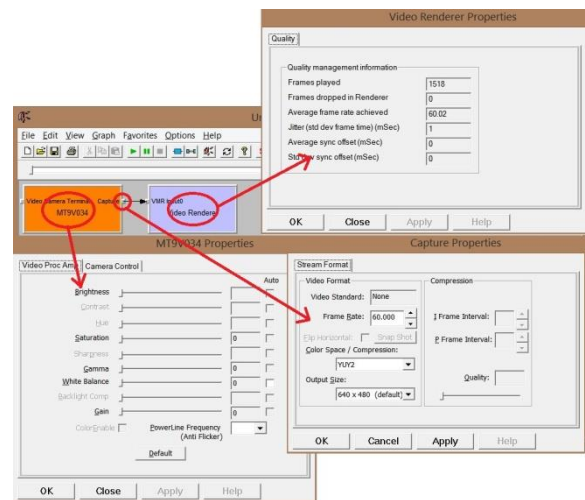 Video Renderer Properties
Quality
Quality management information
Frames played 1518
Frames dropped in Renderer 0
Average frame rate achieved 60.02
Jitter (std dev frame time) (mSec) 1
Average sync offset (mSec) 0
Std dev sync offset (mSec) 0
OK Close Apply Help
File Edit View Graph Favorites Options Help
Video Camera Terminal Capture
MT9V034
VMR Input0
Video Renderer
MT9V034 Properties
Video Proc Amp Camera Control
Auto
Brightness
Contrast
Hue
Saturation 0
Sharpness
Gamma 0
White Balance 0
Backlight Comp
Gain 0
ColorEnable PowerLine Frequency
(Anti Flicker)
Default
OK Close Apply Help
Capture Properties
Stream Format
Video Format
Video Standard: None
Frame Rate: 60.000
Flip Horizontal: Snap Shot
Color Space / Compression:
YUY2
Output Size:
640 x 480 (default)
Compression
I Frame Interval:
P Frame Interval:
Quality:
OK Cancel Apply Help